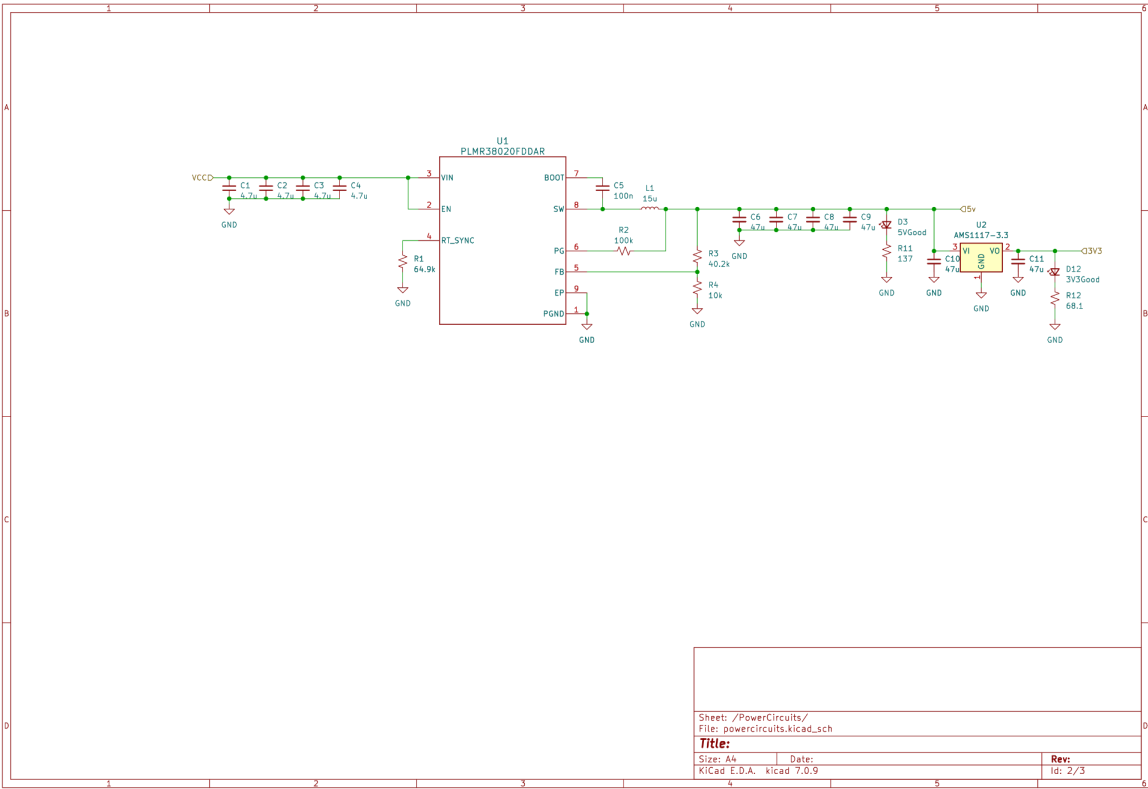 1 2 3 4 5 6
A A
U1
PLMR38020FDDAR
VCC 3 VIN BOOT 7
C1 C2 C3 C4 C5 L1
4.7u 4.7u 4.7u 4.7u 100n 15u
2 EN SW 8 5v
GND C6 C7 C8 C9 D3 U2
47u 47u 47u 47u 5VGood AMS1117-3.3
R2
100k
4 RT_SYNC PG 6 R3 R11 3 VI VO 2 3V3
40.2k 137 GND
GND C10 C11
47u 47u
R1 FB 5 D12
64.9k 3V3Good
1
R4
10k
EP 9 GND GND GND R12
68.1
GND GND
B PGND 1 B
GND
GND GND
C C
Sheet: /PowerCircuits/
File: powercircuits.kicad_sch
D D
Title:
Size: A4 Date: Rev:
KiCad E.D.A. kicad 7.0.9 Id: 2/3
1 2 3 4 5 6